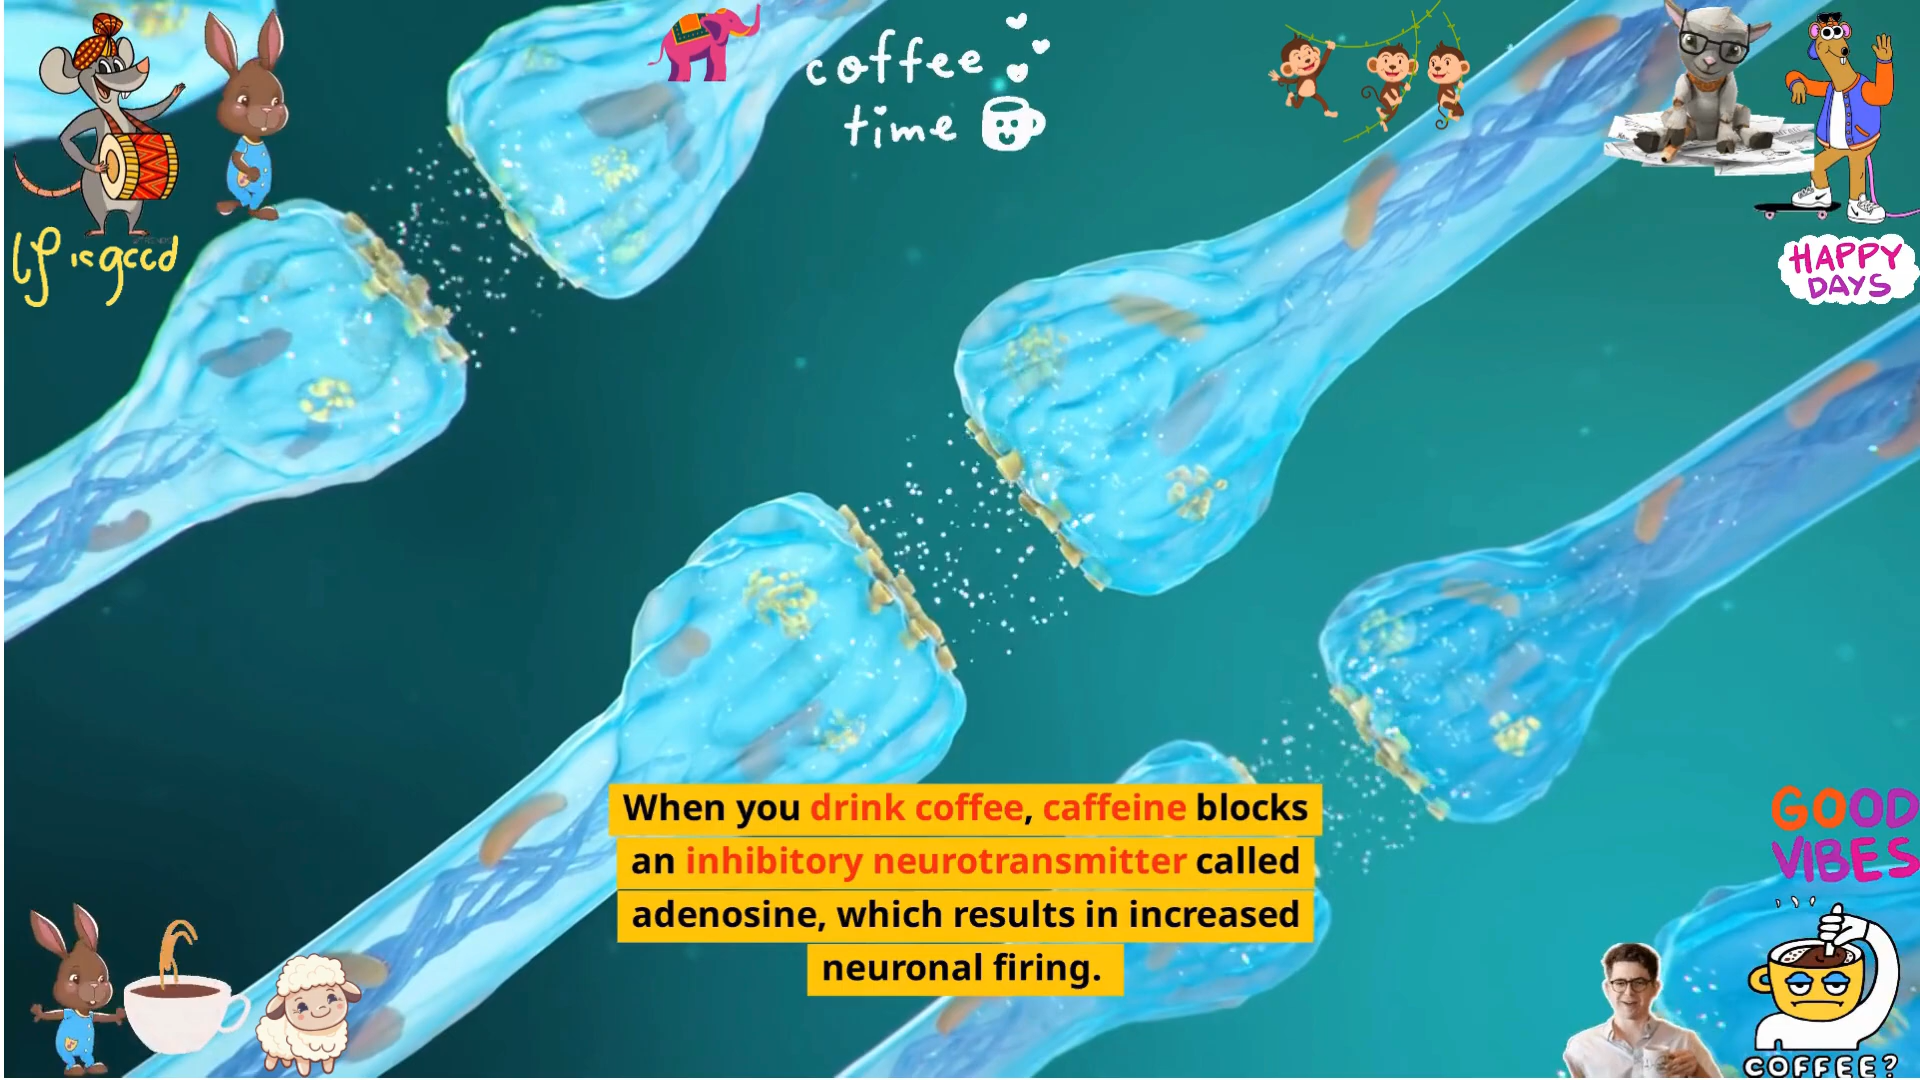 coffee
time
HAPPY
DAYS
When you drink coffee, caffeine blocks
an inhibitory neurotransmitter called
adenosine, which results in increased
neuronal firing.
GOOD
VIBES
COFFEE?